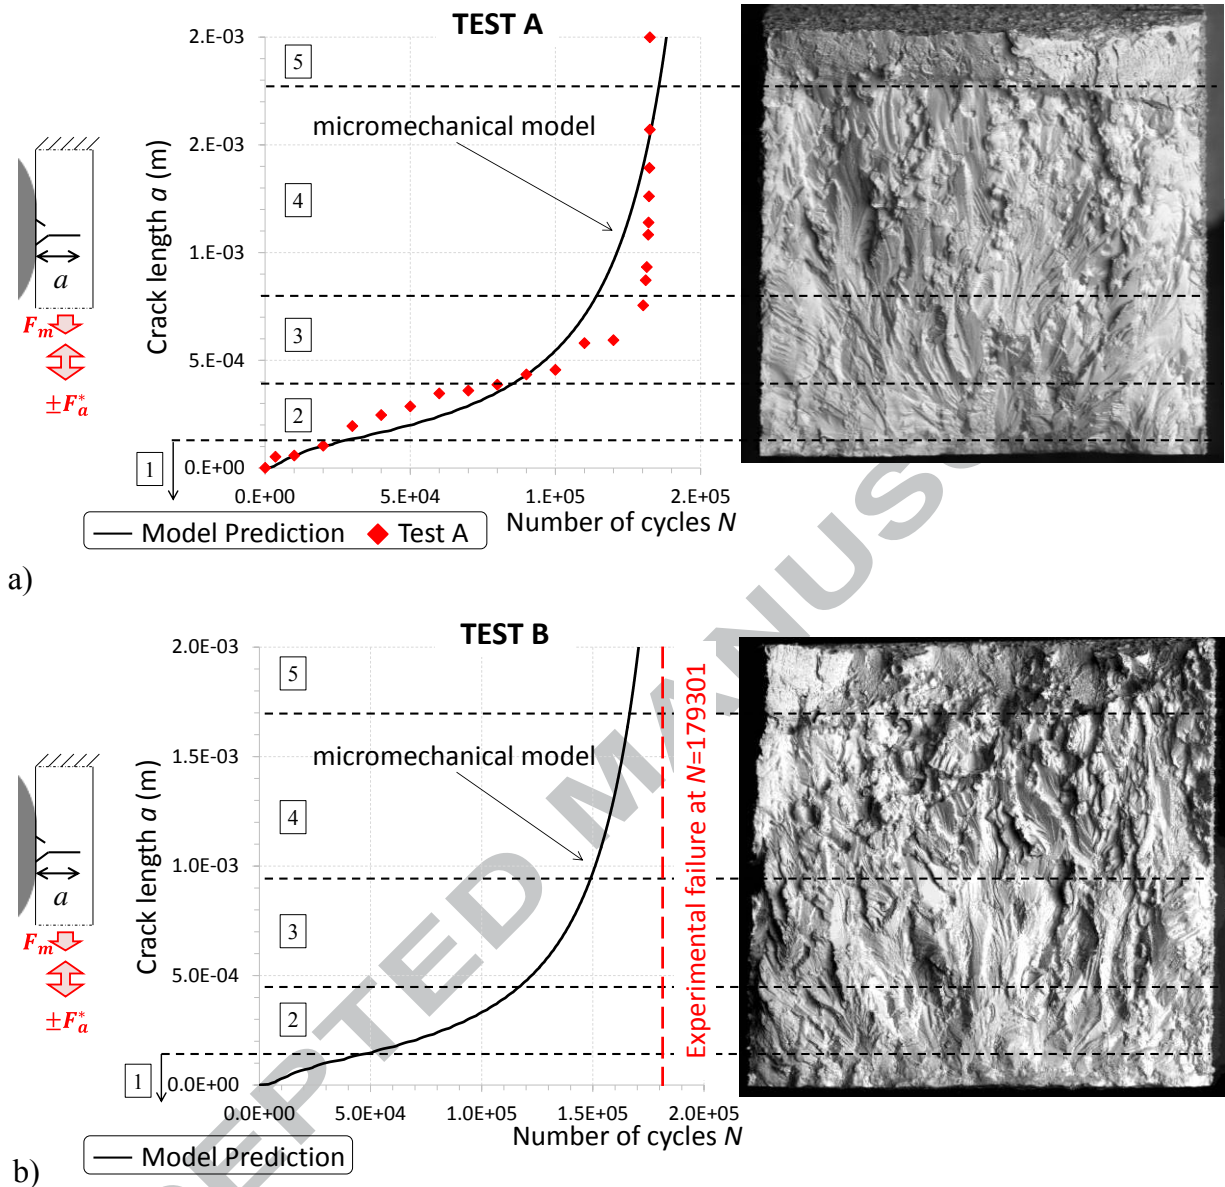 TEST A
2.E-03
5
micromechanical model
2.E-03
4
Crack length a (m)
1.E-03
a
F_m
3
5.E-04
±F_a^*
2
1
0.E+00
0.E+00 5.E+04 1.E+05 2.E+05
Number of cycles N
Model Prediction Test A
a)
TEST B
2.0E-03
5
micromechanical model
1.5E-03
4
Crack length a (m)
1.0E-03
a
F_m
3
5.0E-04
±F_a^*
2
1
0.0E+00
0.0E+00 5.0E+04 1.0E+05 1.5E+05 2.0E+05
Number of cycles N
Experimental failure at N=179301
Model Prediction
b)